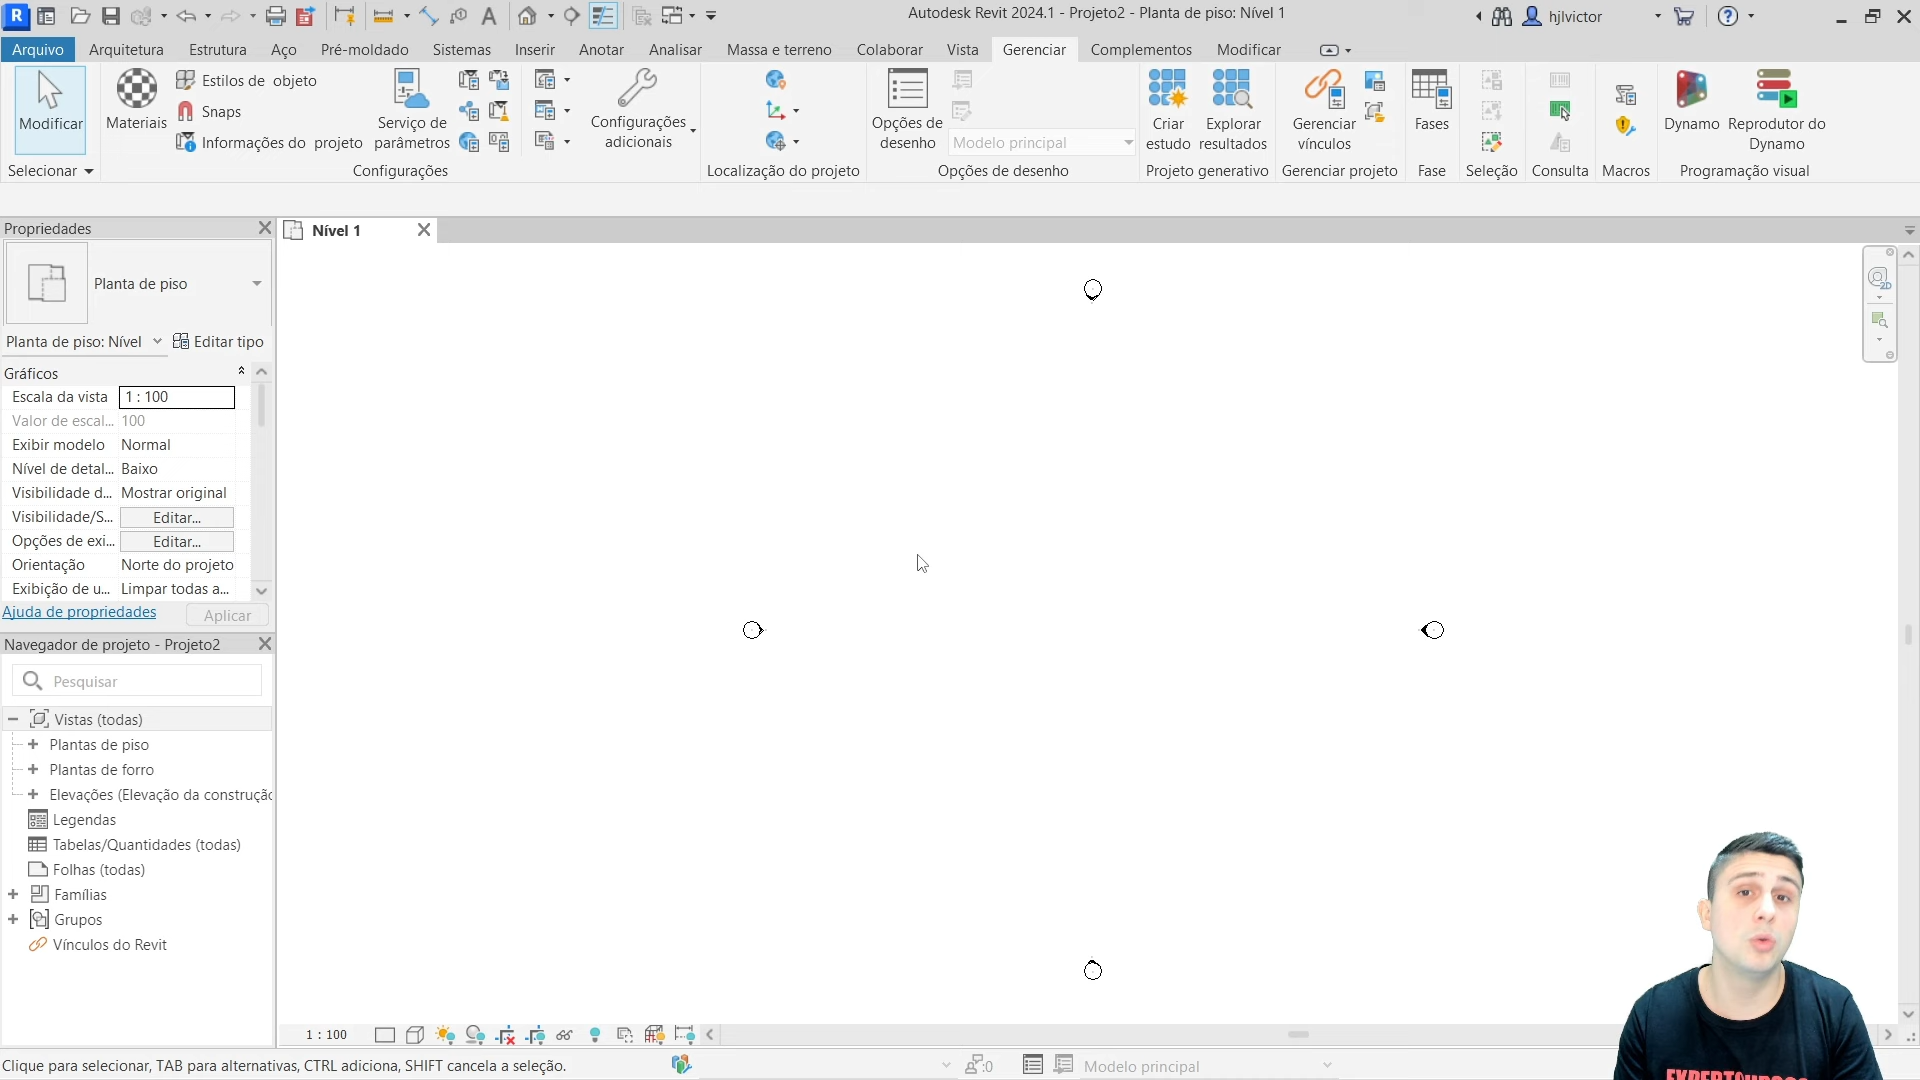 Autodesk Revit 2024.1 - Projeto2 - Planta de piso: Nível 1
hjlvictor
Arquivo Arquitetura Estrutura Aço Pré-moldado Sistemas Inserir Anotar Analisar Massa e terreno Colaborar Vista Gerenciar Complementos Modificar
Modificar
Materiais
Estilos de objeto
Snaps
Informações do projeto
Serviço de
parâmetros
Configurações
adicionais
Opções de
desenho
Modelo principal
Criar
estudo
Explorar
resultados
Gerenciar
vínculos
Fases
Dynamo
Reprodutor do
Dynamo
Selecionar
Configurações
Localização do projeto
Opções de desenho
Projeto generativo
Gerenciar projeto
Fase
Seleção
Consulta
Macros
Programação visual
Propriedades
Nível 1
Planta de piso
Planta de piso: Nível
Editar tipo
Gráficos
Escala da vista 1 : 100
Valor de escal... 100
Exibir modelo Normal
Nível de detal... Baixo
Visibilidade d... Mostrar original
Visibilidade/S... Editar...
Opções de exi... Editar...
Orientação Norte do projeto
Exibição de u... Limpar todas a...
Ajuda de propriedades
Aplicar
Navegador de projeto - Projeto2
Pesquisar
Vistas (todas)
Plantas de piso
Plantas de forro
Elevações (Elevação da construçã
Legendas
Tabelas/Quantidades (todas)
Folhas (todas)
Famílias
Grupos
Vínculos do Revit
2D
1 : 100
Clique para selecionar, TAB para alternativas, CTRL adiciona, SHIFT cancela a seleção.
:0
Modelo principal